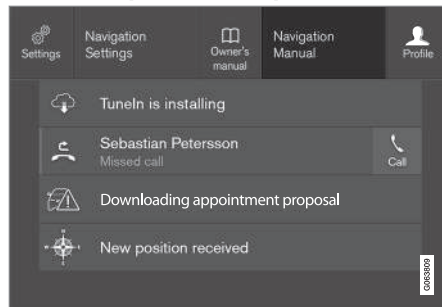 Settings
Navigation
Settings
Owner's
manual
Navigation
Manual
Profile
TuneIn is installing
Sebastian Petersson
Missed call
Call
Downloading appointment proposal
New position received
G063809